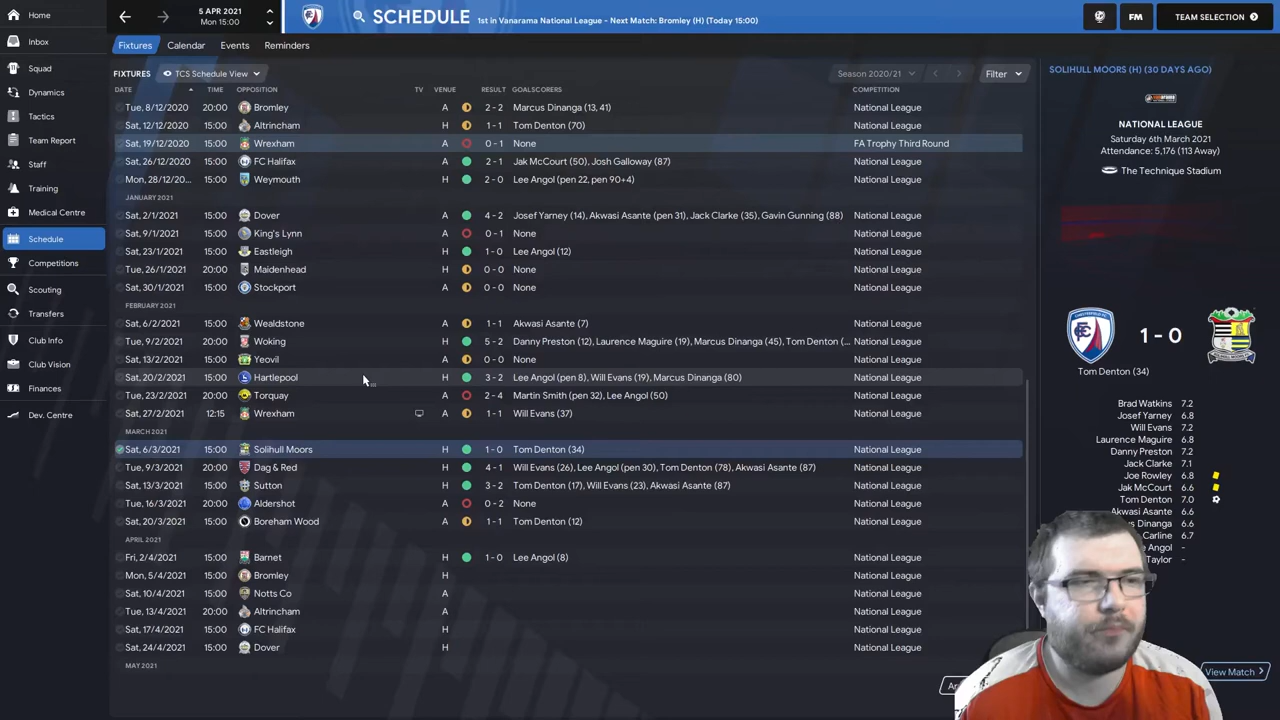 Home
5 APR 2021
Mon 15:00
SCHEDULE
1st in Vanarama National League - Next Match: Bromley (H) (Today 15:00)
FM
TEAM SELECTION
Inbox
Squad
Dynamics
Tactics
Team Report
Staff
Training
Medical Centre
Schedule
Competitions
Scouting
Transfers
Club Info
Club Vision
Finances
Dev. Centre
Fixtures Calendar Events Reminders
FIXTURES TCS Schedule View Season 2020/21 Filter
DATE TIME OPPOSITION TV VENUE RESULT GOALSCORERS COMPETITION
Tue, 8/12/2020 20:00 Bromley A 2 - 2 Marcus Dinanga (13, 41) National League
Sat, 12/12/2020 15:00 Altrincham H 1 - 1 Tom Denton (70) National League
Sat, 19/12/2020 15:00 Wrexham A 0 - 1 None FA Trophy Third Round
Sat, 26/12/2020 15:00 FC Halifax A 2 - 1 Jak McCourt (50), Josh Galloway (87) National League
Mon, 28/12/20... 15:00 Weymouth H 2 - 0 Lee Angol (pen 22, pen 90+4) National League
JANUARY 2021
Sat, 2/1/2021 15:00 Dover A 4 - 2 Josef Yarney (14), Akwasi Asante (pen 31), Jack Clarke (35), Gavin Gunning (88) National League
Sat, 9/1/2021 15:00 King's Lynn A 0 - 1 None National League
Sat, 23/1/2021 15:00 Eastleigh H 1 - 0 Lee Angol (12) National League
Tue, 26/1/2021 20:00 Maidenhead H 0 - 0 None National League
Sat, 30/1/2021 15:00 Stockport A 0 - 0 None National League
FEBRUARY 2021
Sat, 6/2/2021 15:00 Wealdstone A 1 - 1 Akwasi Asante (7) National League
Tue, 9/2/2021 20:00 Woking H 5 - 2 Danny Preston (12), Laurence Maguire (19), Marcus Dinanga (45), Tom Denton (... National League
Sat, 13/2/2021 15:00 Yeovil A 0 - 0 None National League
Sat, 20/2/2021 15:00 Hartlepool H 3 - 2 Lee Angol (pen 8), Will Evans (19), Marcus Dinanga (80) National League
Tue, 23/2/2021 20:00 Torquay A 2 - 4 Martin Smith (pen 32), Lee Angol (50) National League
Sat, 27/2/2021 12:15 Wrexham A 1 - 1 Will Evans (37) National League
MARCH 2021
Sat, 6/3/2021 15:00 Solihull Moors H 1 - 0 Tom Denton (34) National League
Tue, 9/3/2021 20:00 Dag & Red H 4 - 1 Will Evans (26), Lee Angol (pen 30), Tom Denton (78), Akwasi Asante (87) National League
Sat, 13/3/2021 15:00 Sutton H 3 - 2 Tom Denton (17), Will Evans (23), Akwasi Asante (87) National League
Tue, 16/3/2021 20:00 Aldershot A 0 - 2 None National League
Sat, 20/3/2021 15:00 Boreham Wood A 1 - 1 Tom Denton (12) National League
APRIL 2021
Fri, 2/4/2021 15:00 Barnet H 1 - 0 Lee Angol (8) National League
Mon, 5/4/2021 15:00 Bromley H National League
Sat, 10/4/2021 15:00 Notts Co A National League
Tue, 13/4/2021 20:00 Altrincham A National League
Sat, 17/4/2021 15:00 FC Halifax H National League
Sat, 24/4/2021 15:00 Dover H National League
MAY 2021
SOLIHULL MOORS (H) (30 DAYS AGO)
NATIONAL LEAGUE
Saturday 6th March 2021
Attendance: 5,176 (113 Away)
The Technique Stadium
1 - 0
Tom Denton (34)
Brad Watkins 7.2
Josef Yarney 6.8
Will Evans 7.2
Laurence Maguire 6.8
Danny Preston 7.2
Jack Clarke 7.1
Joe Rowley 6.8
Jak McCourt 6.6
Tom Denton 7.0
Akwasi Asante 6.6
Dinanga 6.6
Carline 6.7
Angol -
Taylor -
View Match